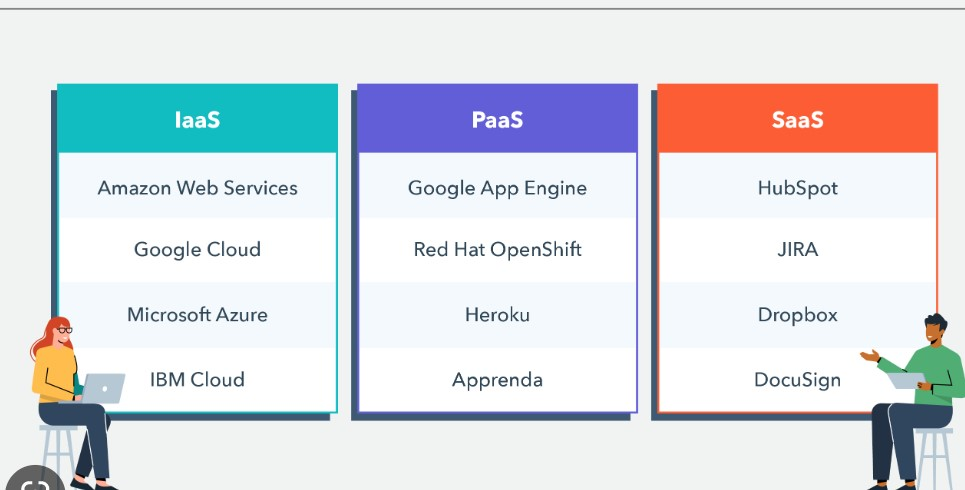 IaaS
Amazon Web Services
Google Cloud
Microsoft Azure
IBM Cloud
PaaS
Google App Engine
Red Hat OpenShift
Heroku
Apprenda
SaaS
HubSpot
JIRA
Dropbox
DocuSign